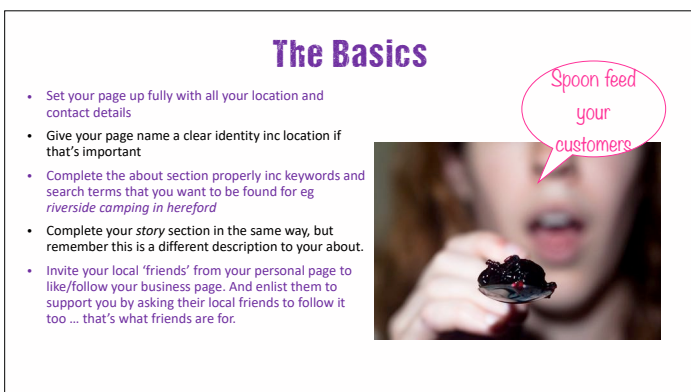 The Basics
Spoon feed
your
customers
• Set your page up fully with all your location and
contact details
• Give your page name a clear identity inc location if
that's important
• Complete the about section properly inc keywords and
search terms that you want to be found for eg
riverside camping in hereford
• Complete your story section in the same way, but
remember this is a different description to your about.
• Invite your local ‘friends’ from your personal page to
like/follow your business page. And enlist them to
support you by asking their local friends to follow it
too … that's what friends are for.